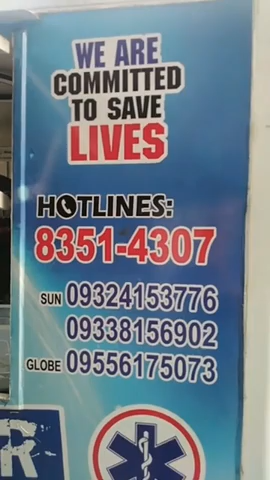 WE ARE
COMMITTED
TO SAVE
LIVES
HOTLINES:
8351-4307
SUN 09324153776
09338156902
GLOBE 09556175073
R